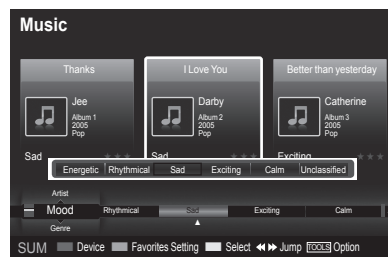 Music
Thanks I Love You Better than yesterday
Jee Darby Catherine
Album 1 Album 2 Album 3
2005 2005 2005
Pop Pop Pop
Sad Sad Exciting
Energetic Rhythmical Sad Exciting Calm Unclassified
Artist
Mood Rhythmical Sad Exciting Calm
Genre
SUM Device Favorites Setting Select Jump TOOLS Option